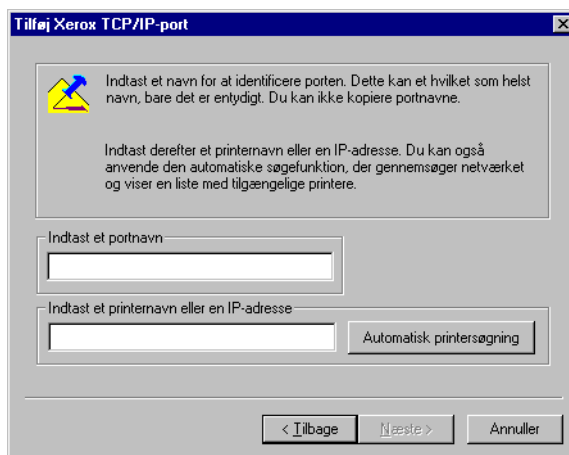 Tilføj Xerox TCP/IP-port
Indtast et navn for at identificere porten. Dette kan et hvilket som helst
navn, bare det er entydigt. Du kan ikke kopiere portnavne.
Indtast derefter et printernavn eller en IP-adresse. Du kan også
anvende den automatiske søgefunktion, der gennemsøger netværket
og viser en liste med tilgængelige printere.
Indtast et portnavn
Indtast et printernavn eller en IP-adresse
Automatisk printersøgning
< Tilbage
Næste >
Annuller